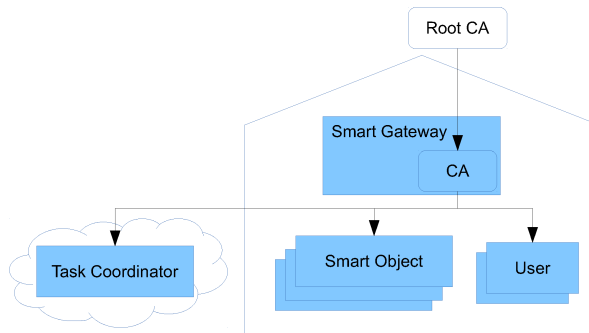 Root CA
Smart Gateway
CA
Task Coordinator
Smart Object
User